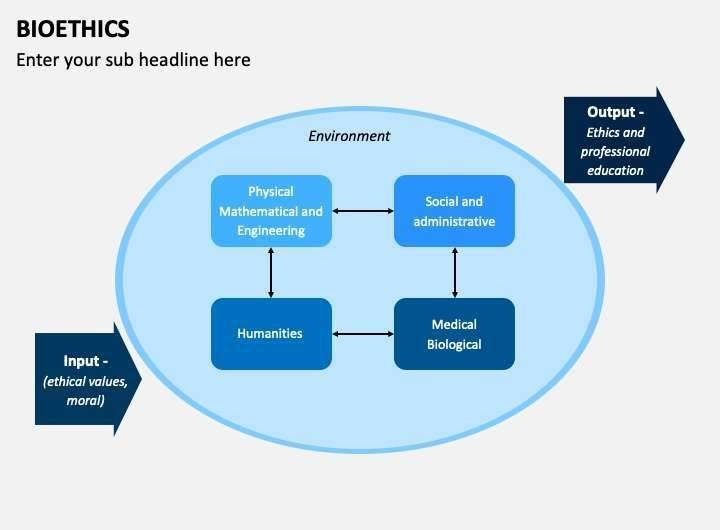 BIOETHICS
Enter your sub headline here
Output -
Ethics and
professional
education
Environment
Physical
Mathematical and
Engineering
Social and
administrative
Humanities
Medical
Biological
Input -
(ethical values,
moral)